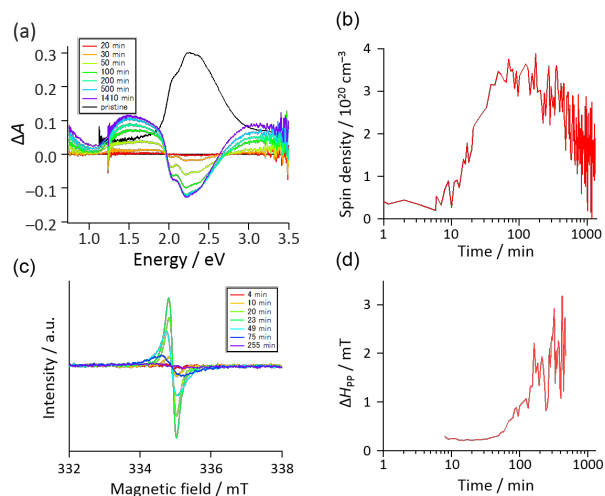 (a)
0.3
0.2
0.1
0.0
−0.1
−0.2
ΔA
20 min
30 min
50 min
100 min
200 min
500 min
1410 min
pristine
1.0 1.5 2.0 2.5 3.0 3.5
Energy / eV
(b)
4
3
2
1
0
Spin density / 10²⁰ cm⁻³
1 10 100 1000
Time / min
(c)
Intensity / a.u.
4 min
10 min
20 min
23 min
49 min
75 min
255 min
332 334 336 338
Magnetic field / mT
(d)
3
2
1
0
ΔHPP / mT
1 10 100 1000
Time / min